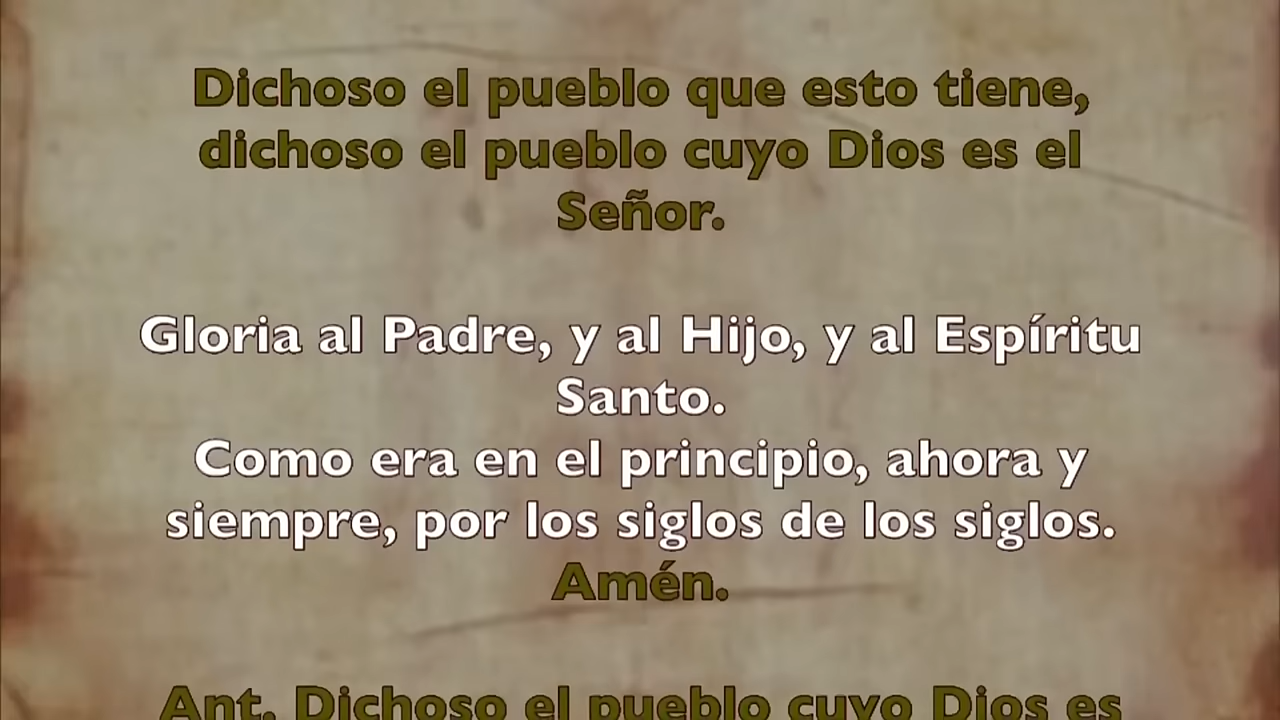 Dichoso el pueblo que esto tiene,
dichoso el pueblo cuyo Dios es el
Señor.
Gloria al Padre, y al Hijo, y al Espíritu
Santo.
Como era en el principio, ahora y
siempre, por los siglos de los siglos.
Amén.
Ant. Dichoso el pueblo cuyo Dios es